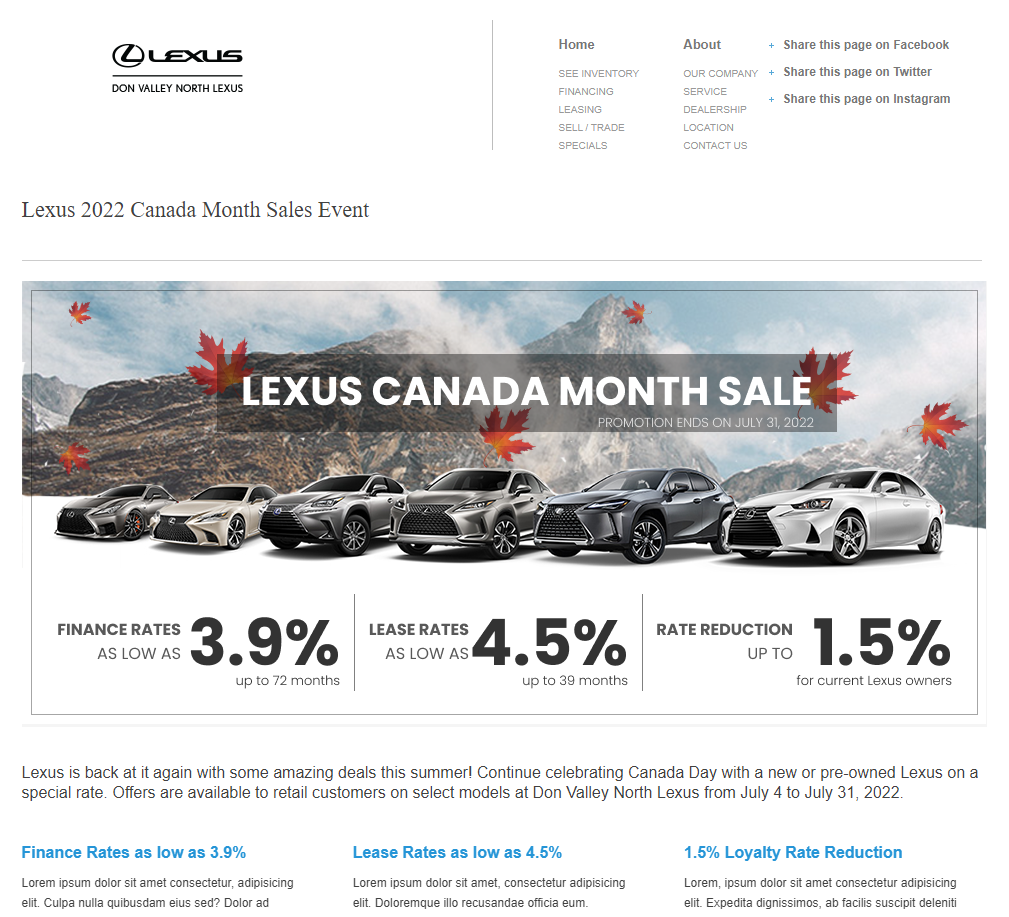 LEXUS
DON VALLEY NORTH LEXUS
Home
SEE INVENTORY
FINANCING
LEASING
SELL / TRADE
SPECIALS
About
OUR COMPANY
SERVICE
DEALERSHIP
LOCATION
CONTACT US
+ Share this page on Facebook
+ Share this page on Twitter
+ Share this page on Instagram
Lexus 2022 Canada Month Sales Event
LEXUS CANADA MONTH SALE
PROMOTION ENDS ON JULY 31, 2022
FINANCE RATES
AS LOW AS
3.9%
up to 72 months
LEASE RATES
AS LOW AS
4.5%
up to 39 months
RATE REDUCTION
UP TO
1.5%
for current Lexus owners
Lexus is back at it again with some amazing deals this summer! Continue celebrating Canada Day with a new or pre-owned Lexus on a
special rate. Offers are available to retail customers on select models at Don Valley North Lexus from July 4 to July 31, 2022.
Finance Rates as low as 3.9%
Lorem ipsum dolor sit amet consectetur, adipisicing
elit. Culpa nulla quibusdam eius sed? Dolor ad
Lease Rates as low as 4.5%
Lorem ipsum dolor sit amet, consectetur adipisicing
elit. Doloremque illo recusandae officia eum.
1.5% Loyalty Rate Reduction
Lorem, ipsum dolor sit amet consectetur adipisicing
elit. Expedita dignissimos, ab facilis suscipit deleniti